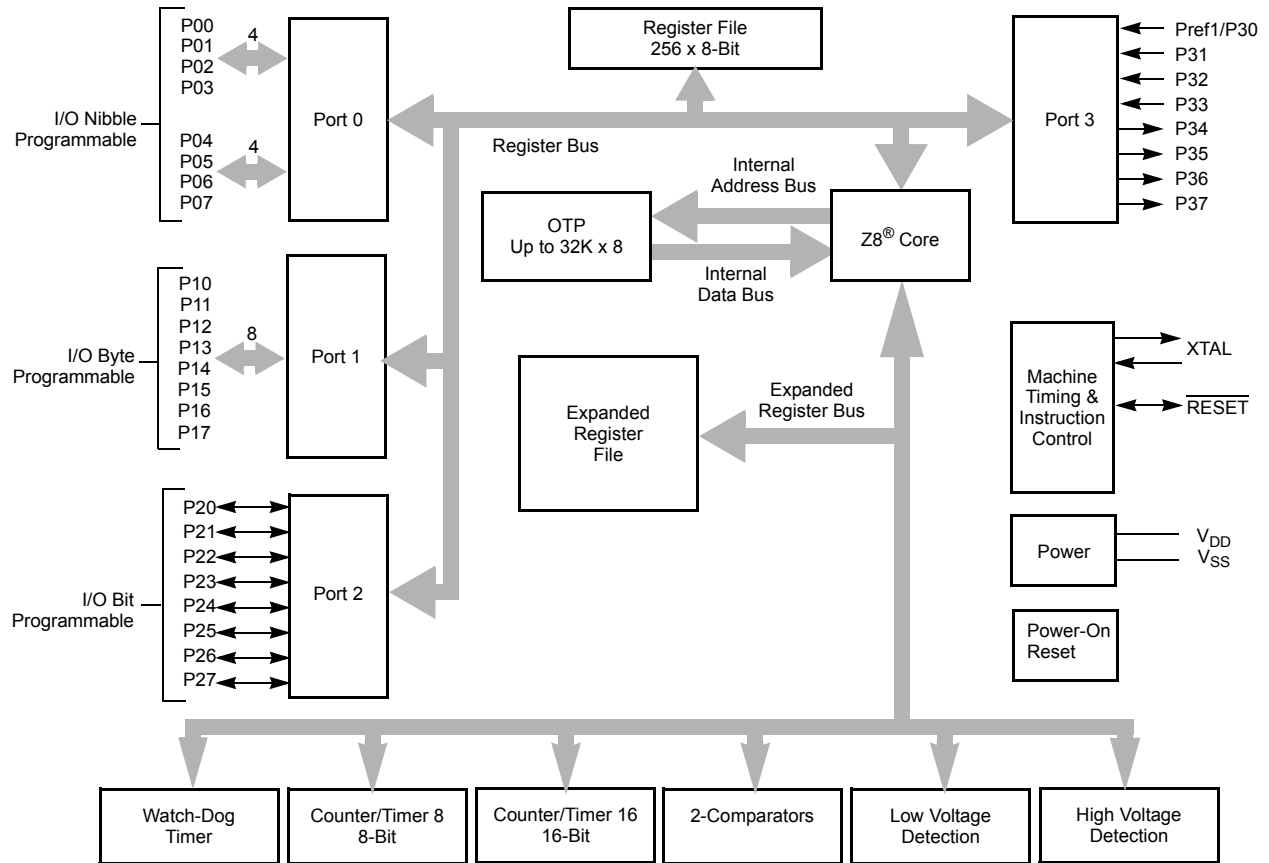 P00
P01
P02
P03
4
I/O Nibble
Programmable
P04
P05
P06
P07
4
Port 0
Register File
256 x 8-Bit
Register Bus
Pref1/P30
P31
P32
P33
P34
P35
P36
P37
Port 3
Internal
Address Bus
OTP
Up to 32K x 8
Z8® Core
Internal
Data Bus
I/O Byte
Programmable
P10
P11
P12
P13
P14
P15
P16
P17
8
Port 1
Expanded
Register
File
Expanded
Register Bus
Machine
Timing &
Instruction
Control
XTAL
RESET
Power
VDD
VSS
Power-On
Reset
I/O Bit
Programmable
P20
P21
P22
P23
P24
P25
P26
P27
Port 2
Watch-Dog
Timer
Counter/Timer 8
8-Bit
Counter/Timer 16
16-Bit
2-Comparators
Low Voltage
Detection
High Voltage
Detection